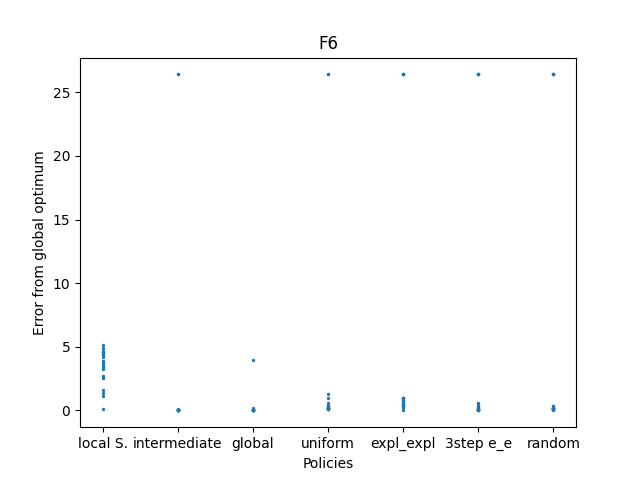 F6
Error from global optimum
25
20
15
10
5
0
local S. intermediate global uniform expl_expl 3step e_e random
Policies